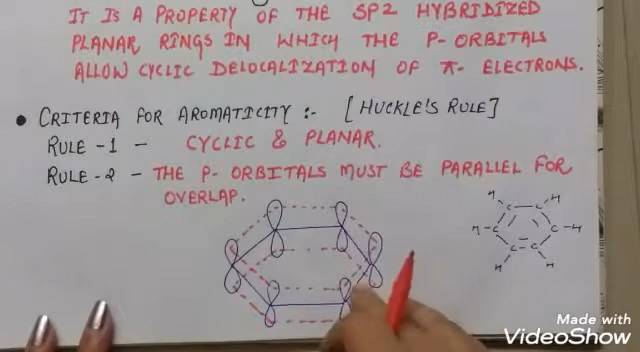 IT IS A PROPERTY OF THE SP2 HYBRIDIZED
PLANAR RINGS IN WHICH THE P-ORBITALS
ALLOW CYCLIC DELOCALIZATION OF π- ELECTRONS.
• CRITERIA FOR AROMATICITY :- [HUCKLE'S RULE]
RULE -1 - CYCLIC & PLANAR.
RULE-2 - THE P- ORBITALS MUST BE PARALLEL FOR
OVERLAP.
H H
C C
H-C C-H
C C
H H
Made with
VideoShow